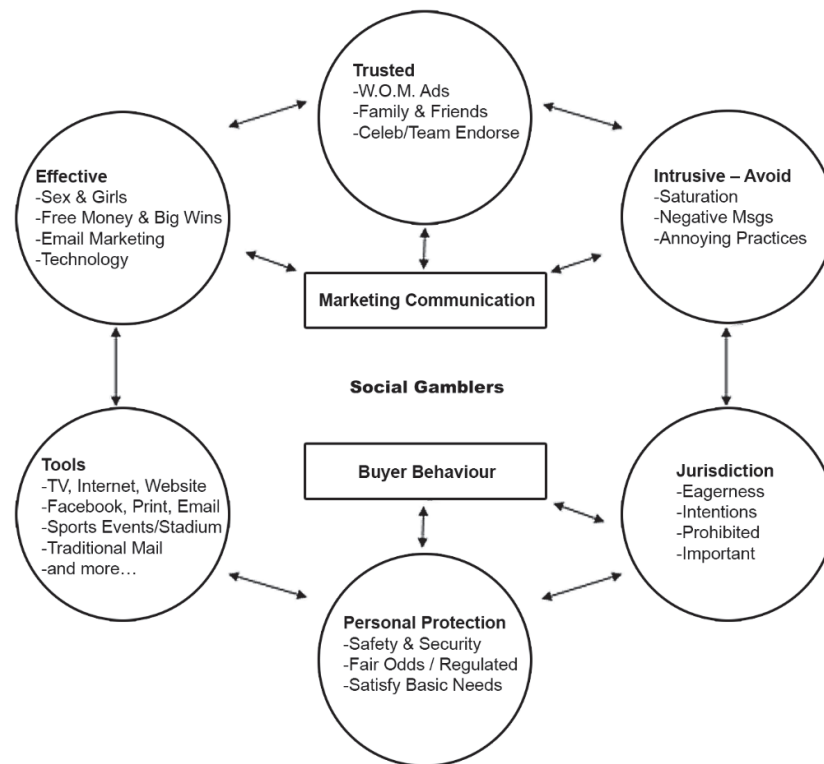 Trusted
-W.O.M. Ads
-Family & Friends
-Celeb/Team Endorse
Effective
-Sex & Girls
-Free Money & Big Wins
-Email Marketing
-Technology
Intrusive – Avoid
-Saturation
-Negative Msgs
-Annoying Practices
Marketing Communication
Social Gamblers
Buyer Behaviour
Tools
-TV, Internet, Website
-Facebook, Print, Email
-Sports Events/Stadium
-Traditional Mail
-and more…
Jurisdiction
-Eagerness
-Intentions
-Prohibited
-Important
Personal Protection
-Safety & Security
-Fair Odds / Regulated
-Satisfy Basic Needs